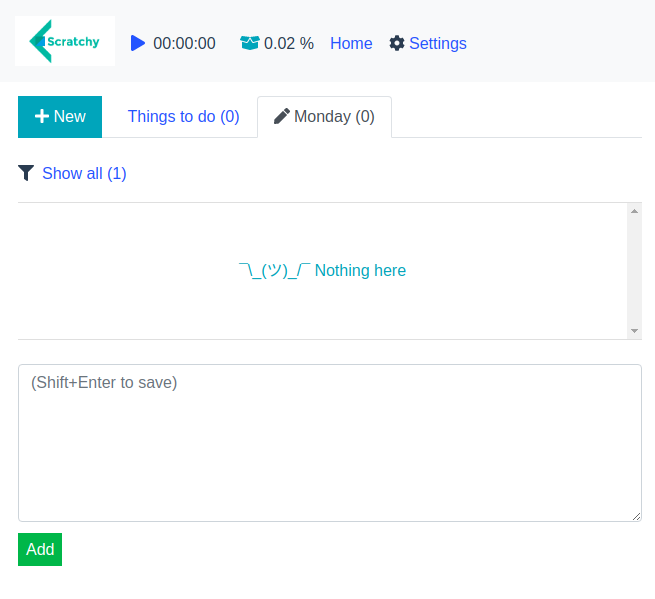 Scratchy 00:00:00 0.02 % Home Settings
New Things to do (0) Monday (0)
Show all (1)
¯\_(ツ)_/¯ Nothing here
(Shift+Enter to save)
Add